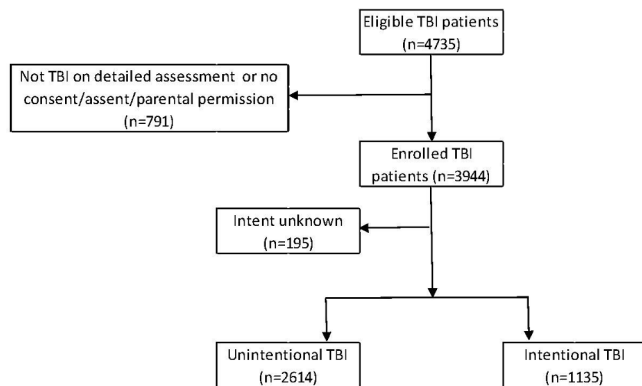 Eligible TBI patients
(n=4735)
Not TBI on detailed assessment or no
consent/assent/parental permission
(n=791)
Enrolled TBI
patients (n=3944)
Intent unknown
(n=195)
Unintentional TBI
(n=2614)
Intentional TBI
(n=1135)